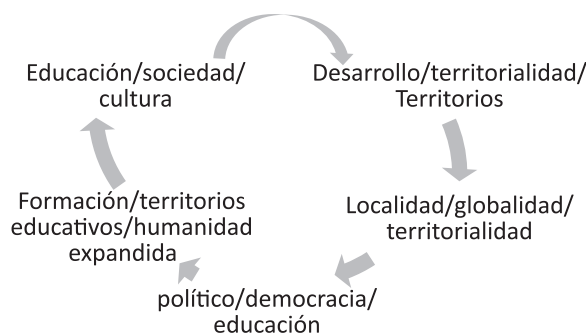 Educación/sociedad/
cultura
Desarrollo/territorialidad/
Territorios
Localidad/globalidad/
territorialidad
político/democracia/
educación
Formación/territorios
educativos/humanidad
expandida